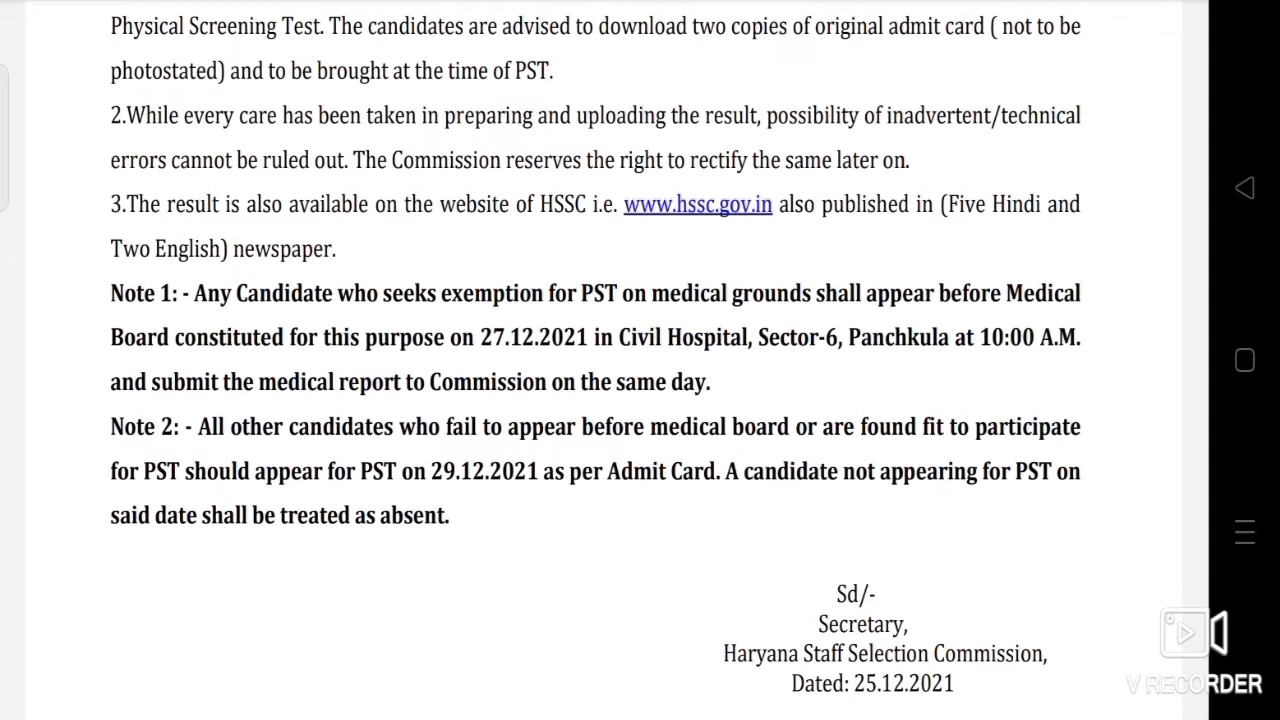 Physical Screening Test. The candidates are advised to download two copies of original admit card ( not to be
photostated) and to be brought at the time of PST.
2.While every care has been taken in preparing and uploading the result, possibility of inadvertent/technical
errors cannot be ruled out. The Commission reserves the right to rectify the same later on.
3.The result is also available on the website of HSSC i.e. www.hssc.gov.in also published in (Five Hindi and
Two English) newspaper.
Note 1: - Any Candidate who seeks exemption for PST on medical grounds shall appear before Medical
Board constituted for this purpose on 27.12.2021 in Civil Hospital, Sector-6, Panchkula at 10:00 A.M.
and submit the medical report to Commission on the same day.
Note 2: - All other candidates who fail to appear before medical board or are found fit to participate
for PST should appear for PST on 29.12.2021 as per Admit Card. A candidate not appearing for PST on
said date shall be treated as absent.
Sd/-
Secretary,
Haryana Staff Selection Commission,
Dated: 25.12.2021
V RECORDER